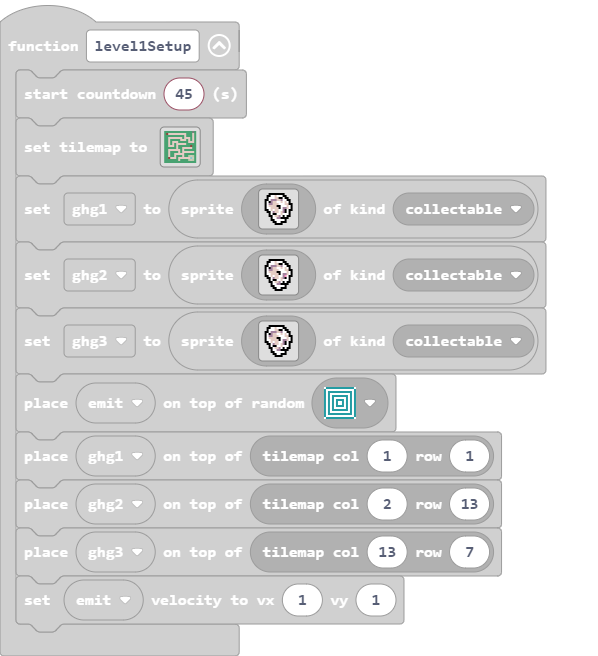 function level1Setup
start countdown 45 (s)
set tilemap to
set ghg1 to sprite of kind collectable
set ghg2 to sprite of kind collectable
set ghg3 to sprite of kind collectable
place emit on top of random
place ghg1 on top of tilemap col 1 row 1
place ghg2 on top of tilemap col 2 row 13
place ghg3 on top of tilemap col 13 row 7
set emit velocity to vx 1 vy 1